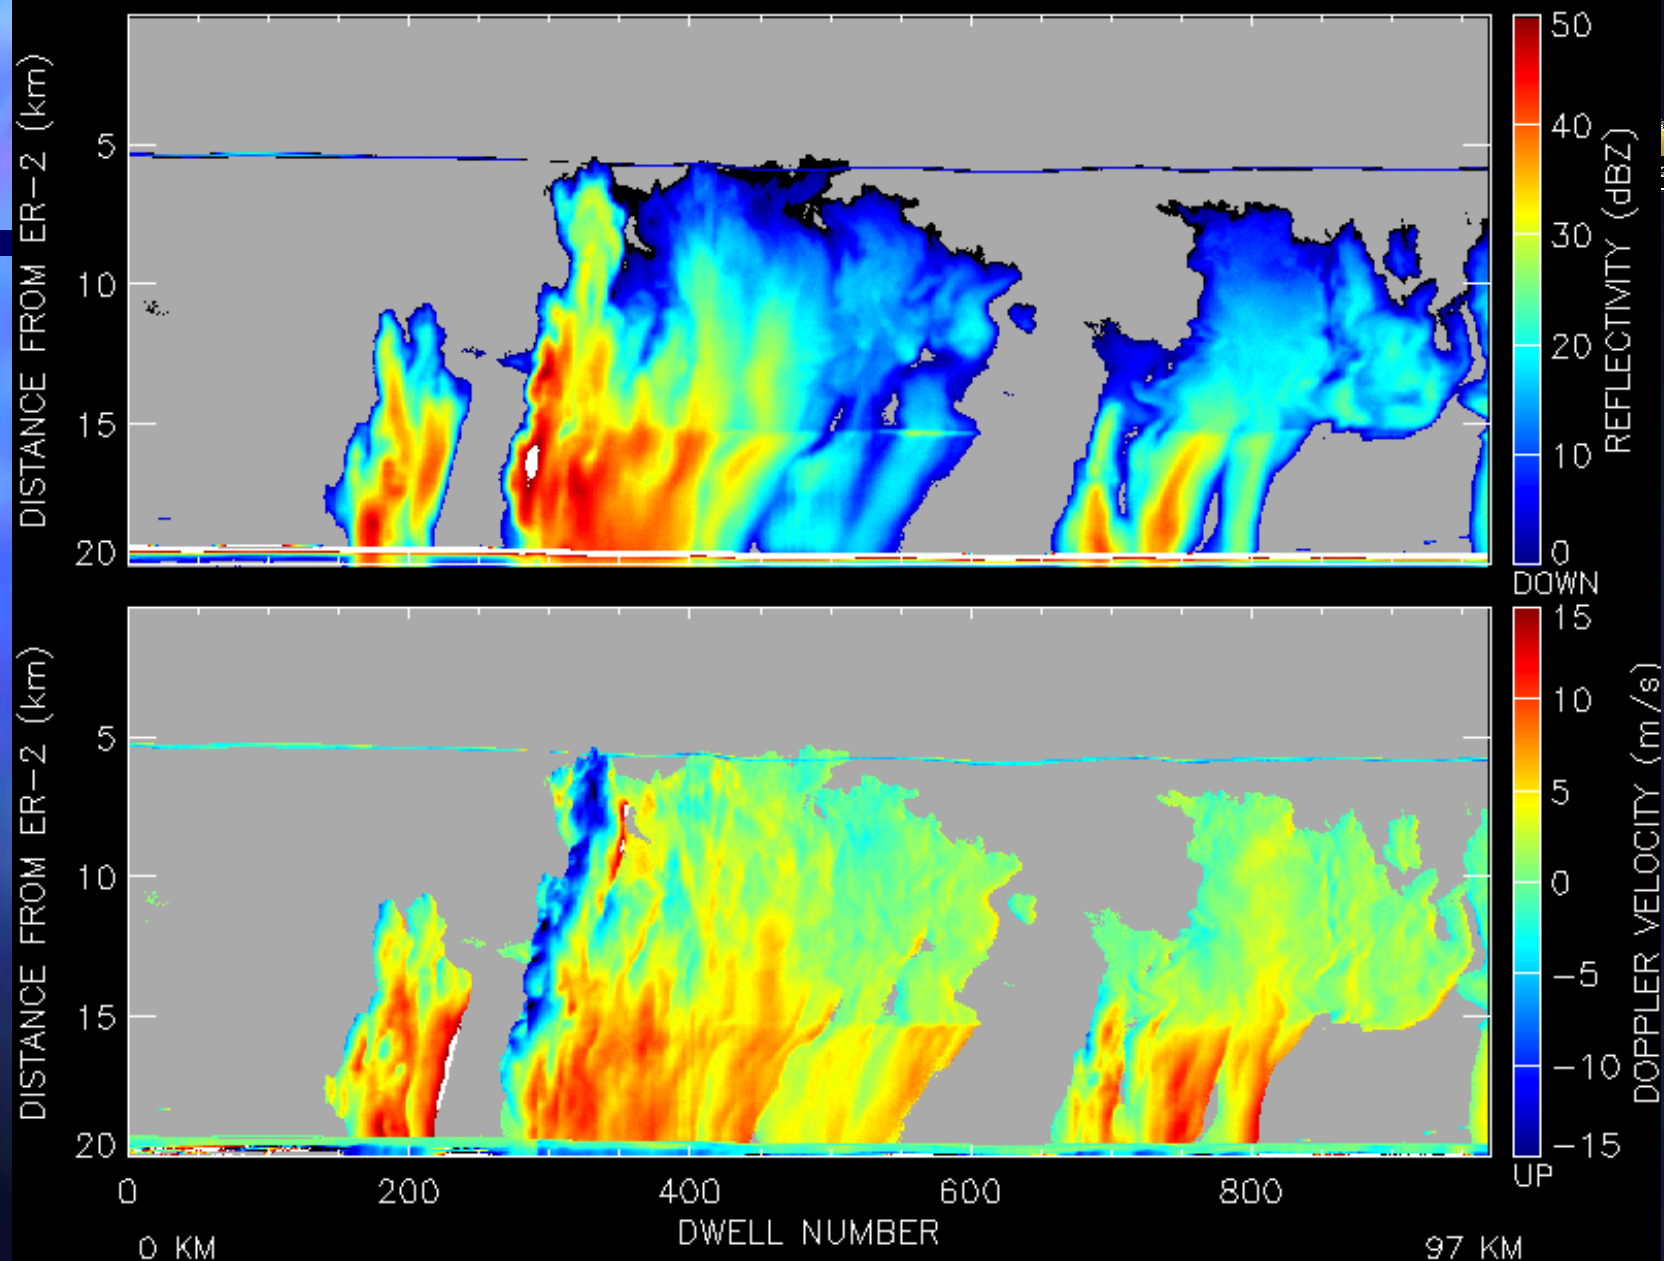 DISTANCE FROM ER-2 (km)
5
10
15
20
50
40
30
20
10
0
REFLECTIVITY (dBZ)
DOWN
DISTANCE FROM ER-2 (km)
5
10
15
20
15
10
5
0
-5
-10
-15
DOPPLER VELOCITY (m/s)
UP
0 200 400 600 800
DWELL NUMBER
0 KM 97 KM